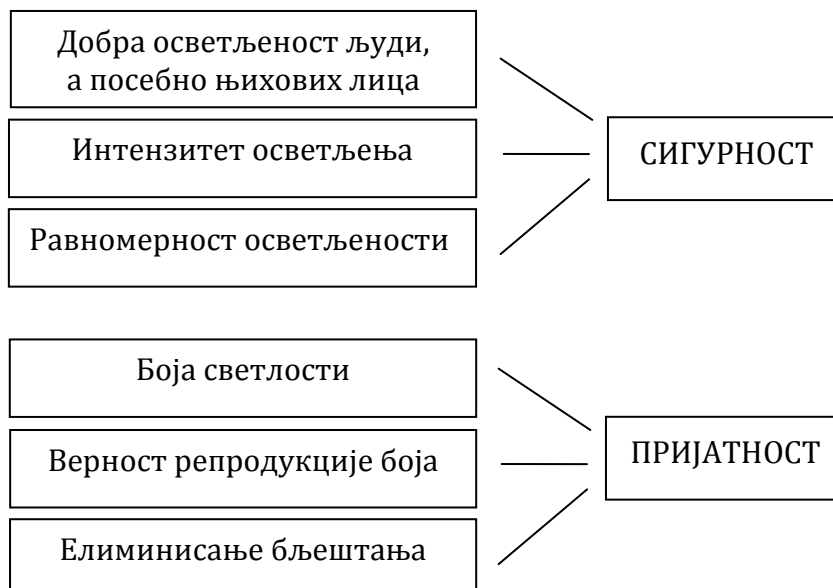 Добра осветљеност људи,
а посебно њихових лица
Интензитет осветљења
Равномерност осветљености
СИГУРНОСТ
Боја светлости
Верност репродукције боја
Елиминисање бљештања
ПРИЈАТНОСТ